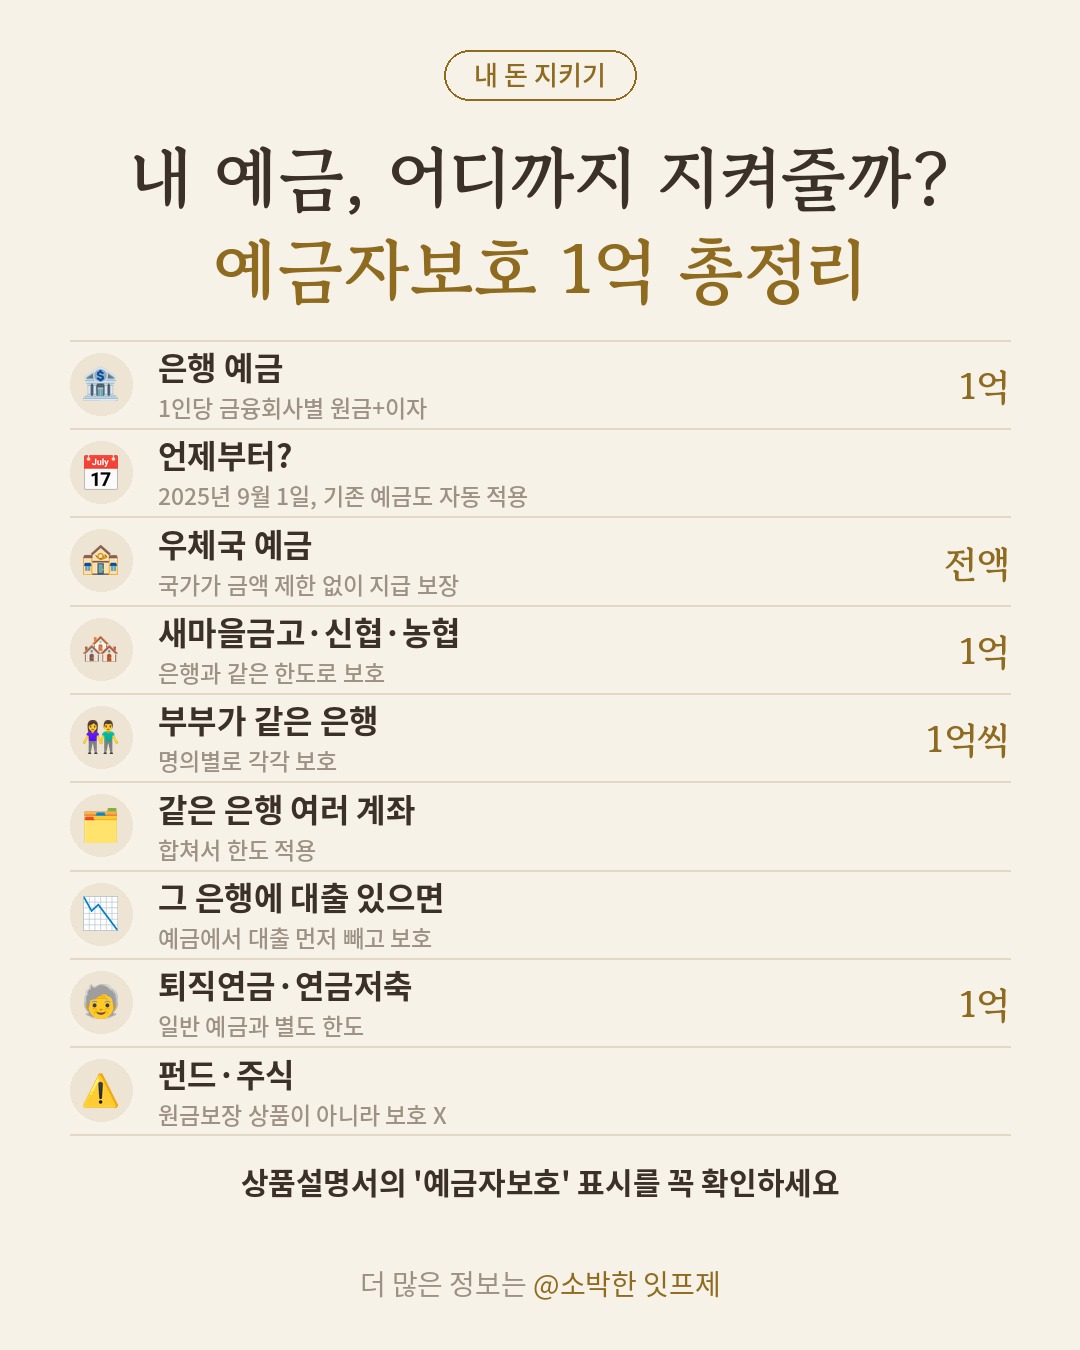 내 돈 지키기
내 예금, 어디까지 지켜줄까?
예금자보호 1억 총정리
은행 예금
1인당 금융회사별 원금+이자
1억
July
17
언제부터?
2025년 9월 1일, 기존 예금도 자동 적용
우체국 예금
국가가 금액 제한 없이 지급 보장
전액
새마을금고·신협·농협
은행과 같은 한도로 보호
1억
부부가 같은 은행
명의별로 각각 보호
1억씩
같은 은행 여러 계좌
합쳐서 한도 적용
그 은행에 대출 있으면
예금에서 대출 먼저 빼고 보호
퇴직연금·연금저축
일반 예금과 별도 한도
1억
펀드·주식
원금보장 상품이 아니라 보호 X
상품설명서의 '예금자보호' 표시를 꼭 확인하세요
더 많은 정보는 @소박한 잇프제